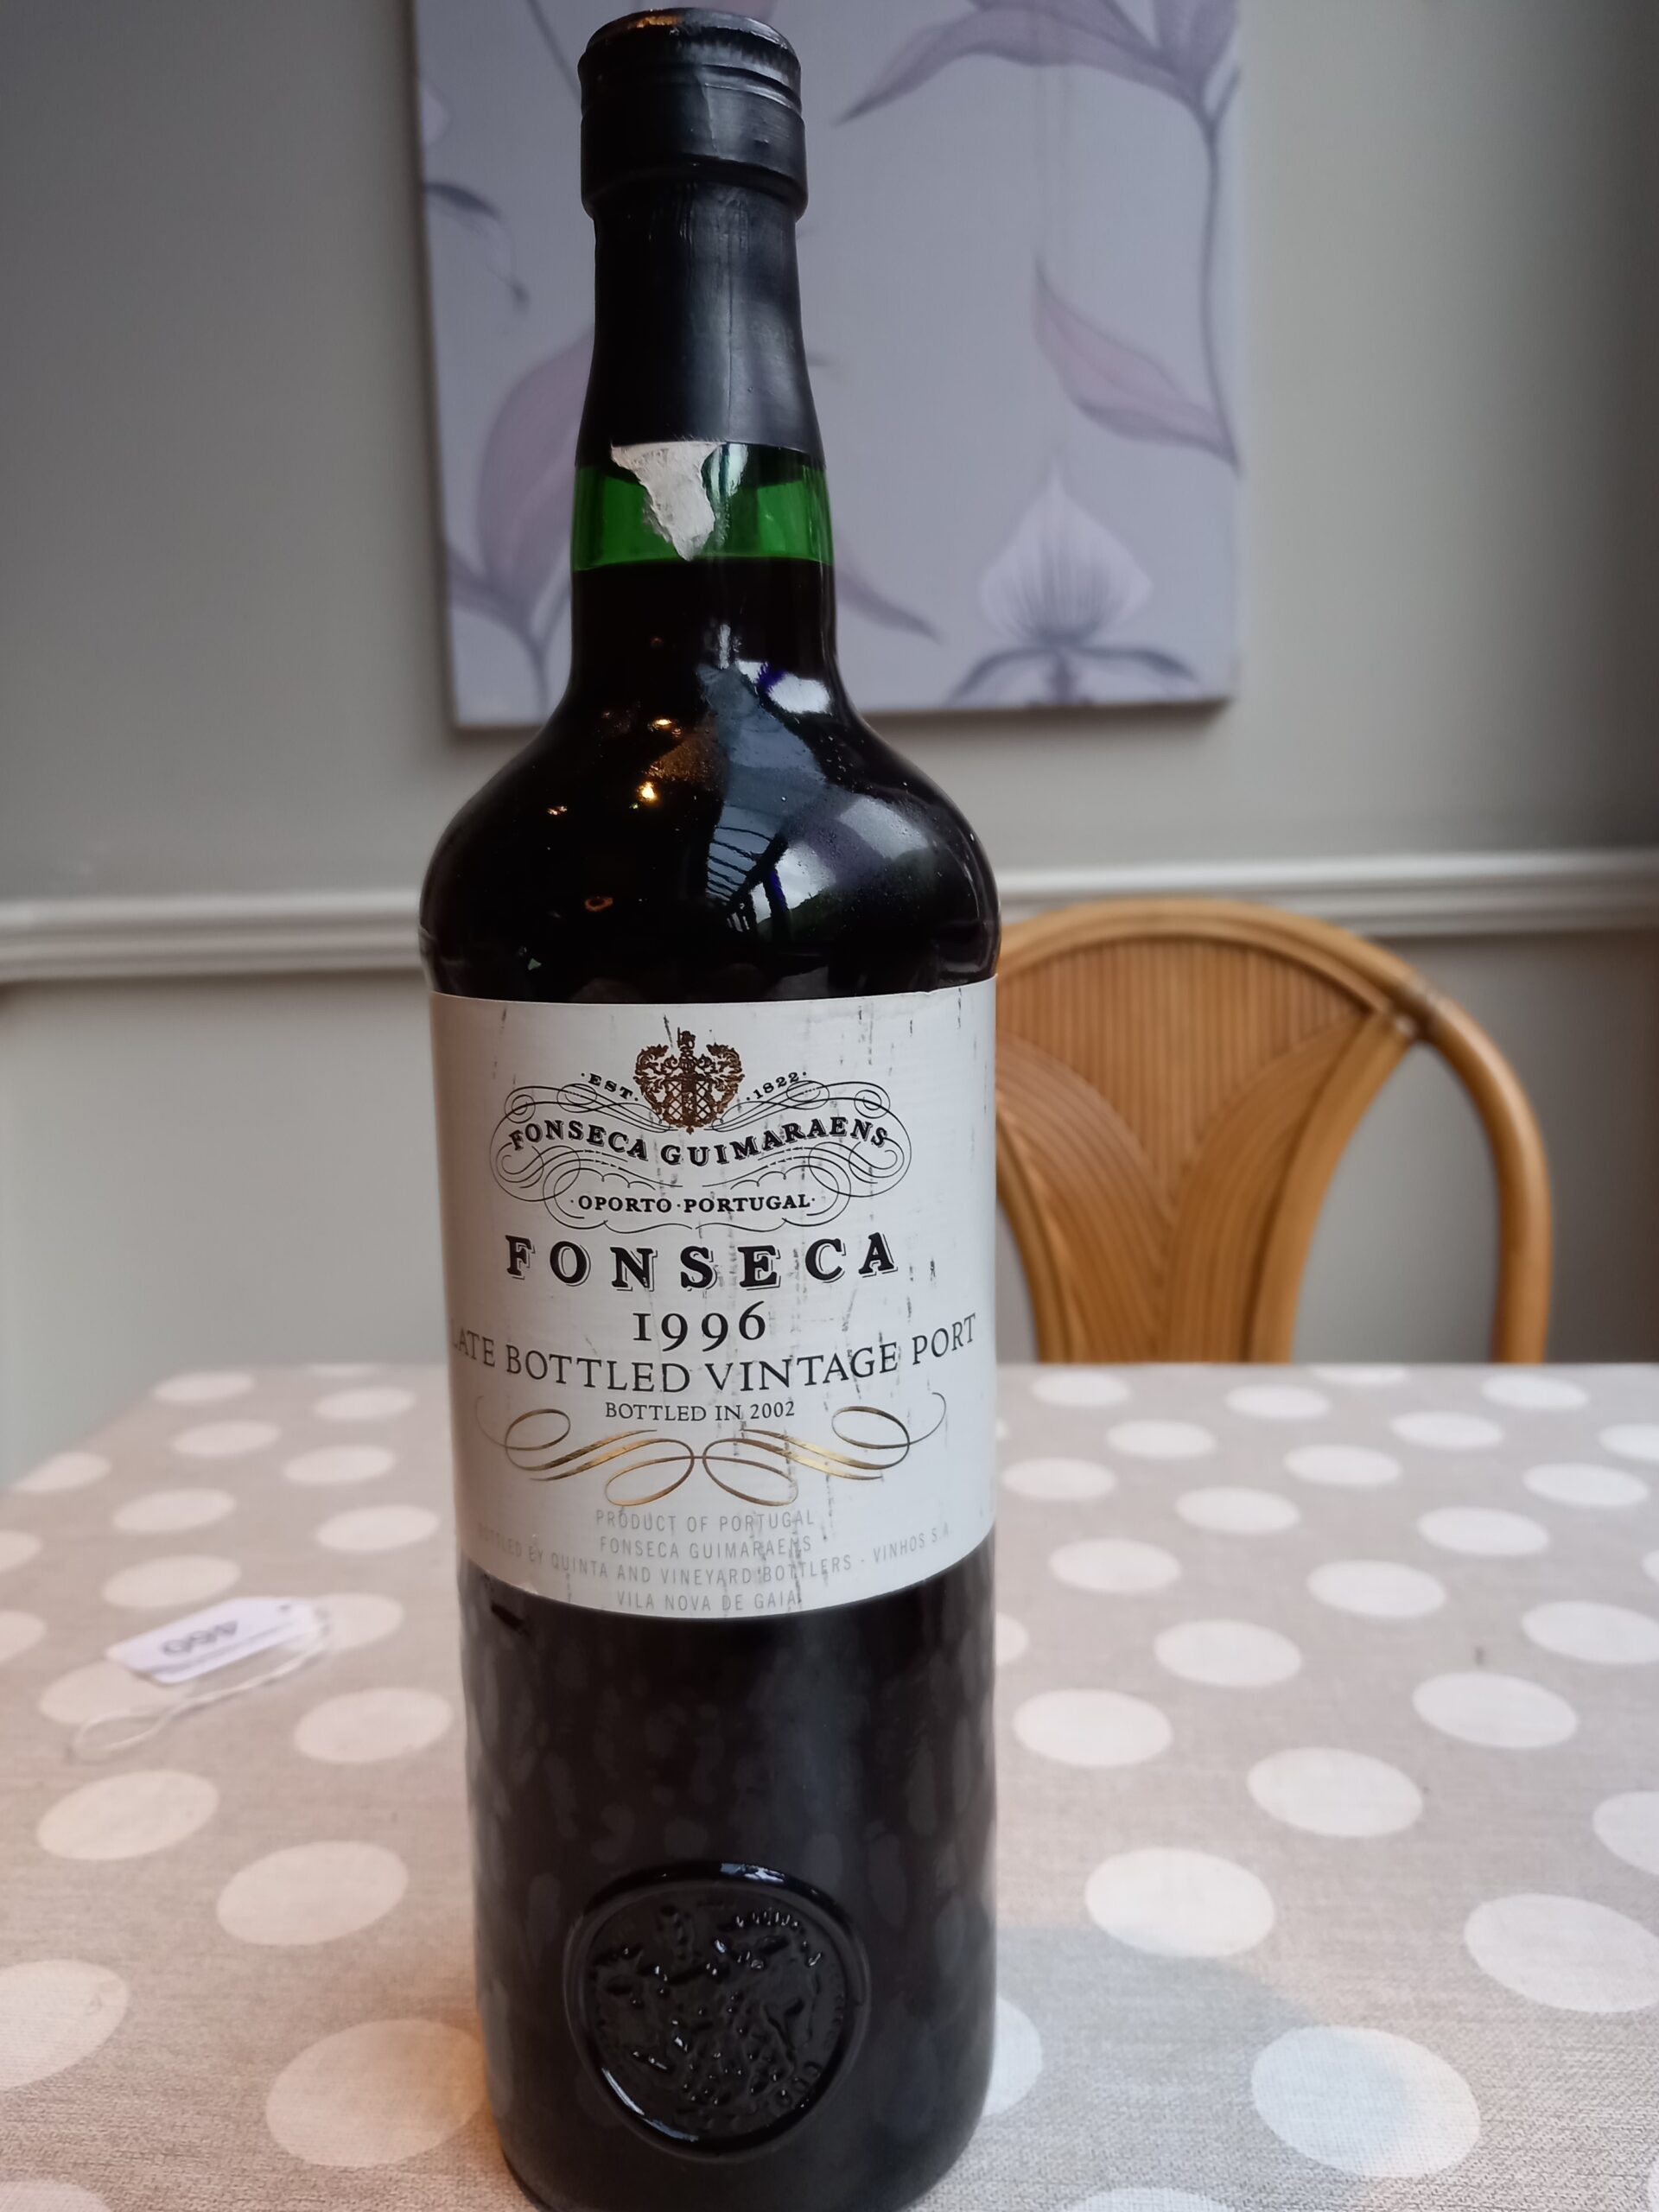 ·EST. ·1822·
FONSECA GUIMARAENS
·OPORTO·PORTUGAL·
FONSECA
1996
LATE BOTTLED VINTAGE PORT
BOTTLED IN 2002
PRODUCT OF PORTUGAL
FONSECA GUIMARAENS
BOTTLED BY QUINTA AND VINEYARD BOTTLERS - VINHOS S.A.
VILA NOVA DE GAIA